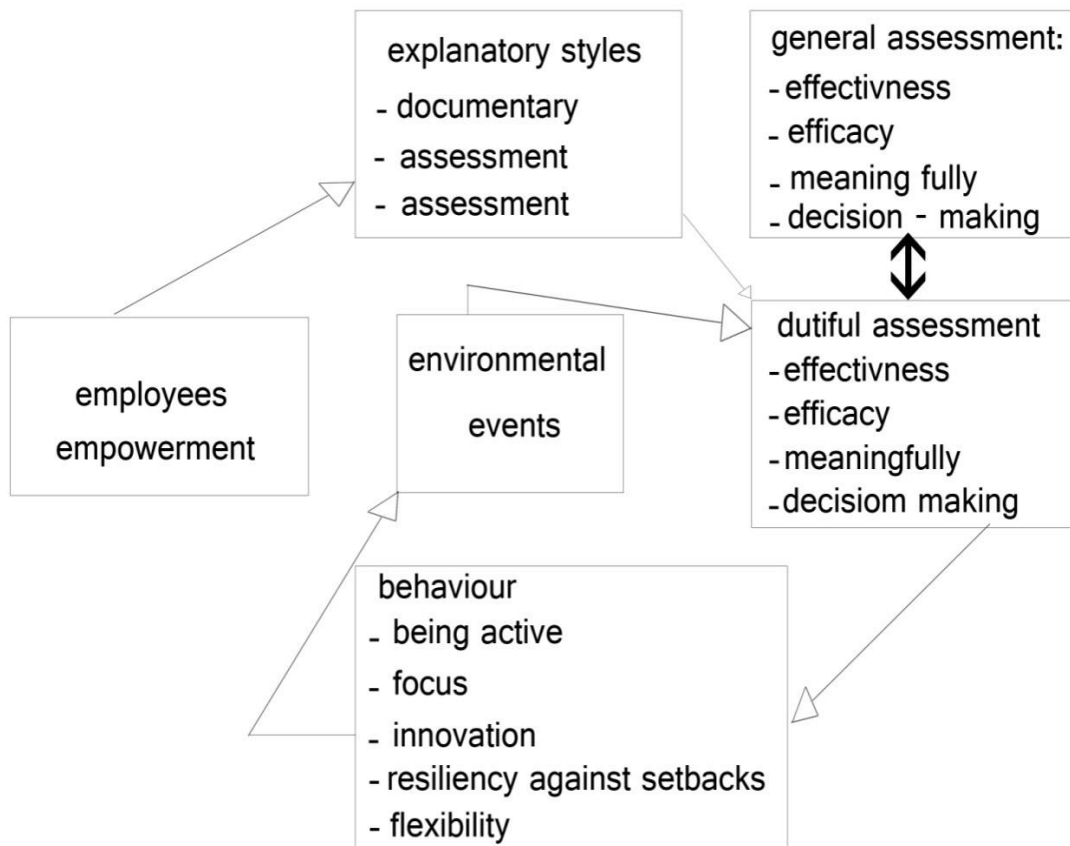 explanatory styles
- documentary
- assessment
- assessment
general assessment:
- effectivness
- efficacy
- meaning fully
- decision - making
employees
empowerment
environmental
events
dutiful assessment
- effectivness
- efficacy
- meaningfully
- decisiom making
behaviour
- being active
- focus
- innovation
- resiliency against setbacks
- flexibility